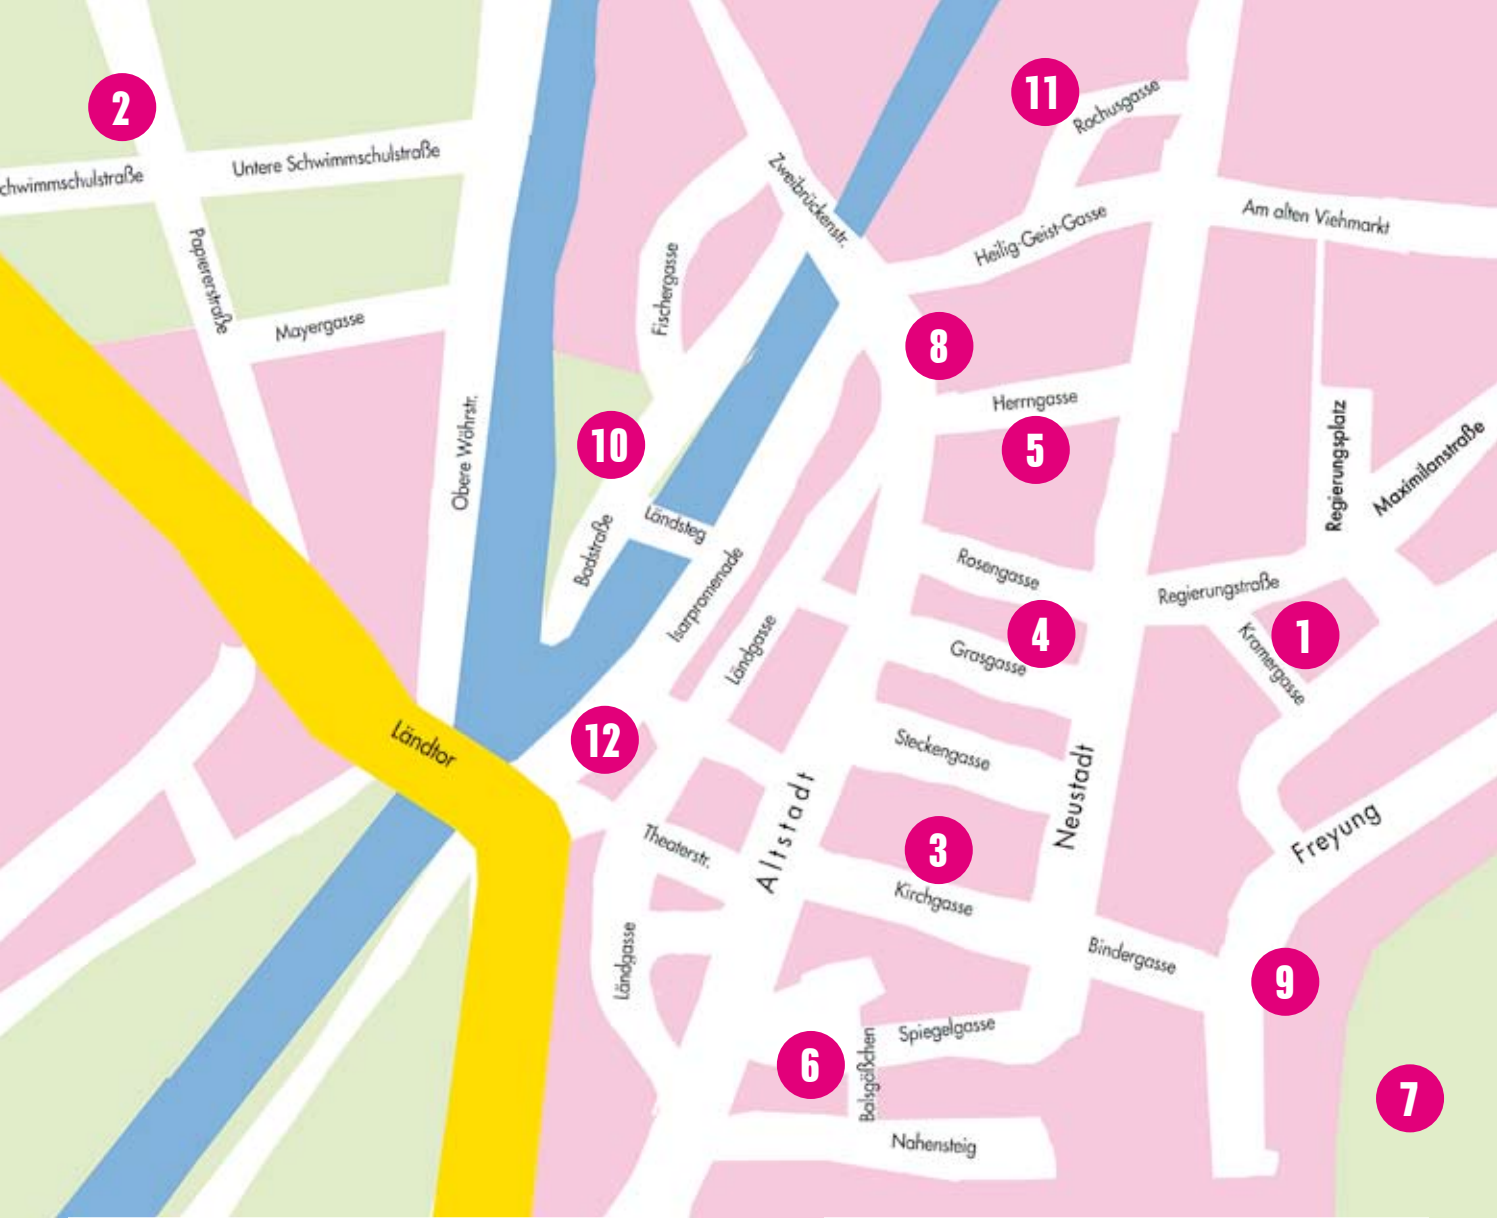 2
11
Rochusgasse
chwimmschulstraße
Untere Schwimmschulstraße
Zweibrückenstr.
Am alten Viehmarkt
Heilig-Geist-Gasse
Papiererstraße
Fischergasse
Mayergasse
8
Herrngasse
Obere Wöhrstr.
10
5
Regierungsplatz
Maximilanstraße
Ländsteg
Badstraße
Isarpromenade
Rosengasse
Regierungstraße
Ländgasse
4
Grasgasse
Kramergasse
1
Ländtor
12
Steckengasse
Neustadt
Altstadt
Theaterstr.
3
Kirchgasse
Freyung
Ländgasse
Bindergasse
9
Spiegelgasse
6
Balsgäßchen
7
Nahensteig